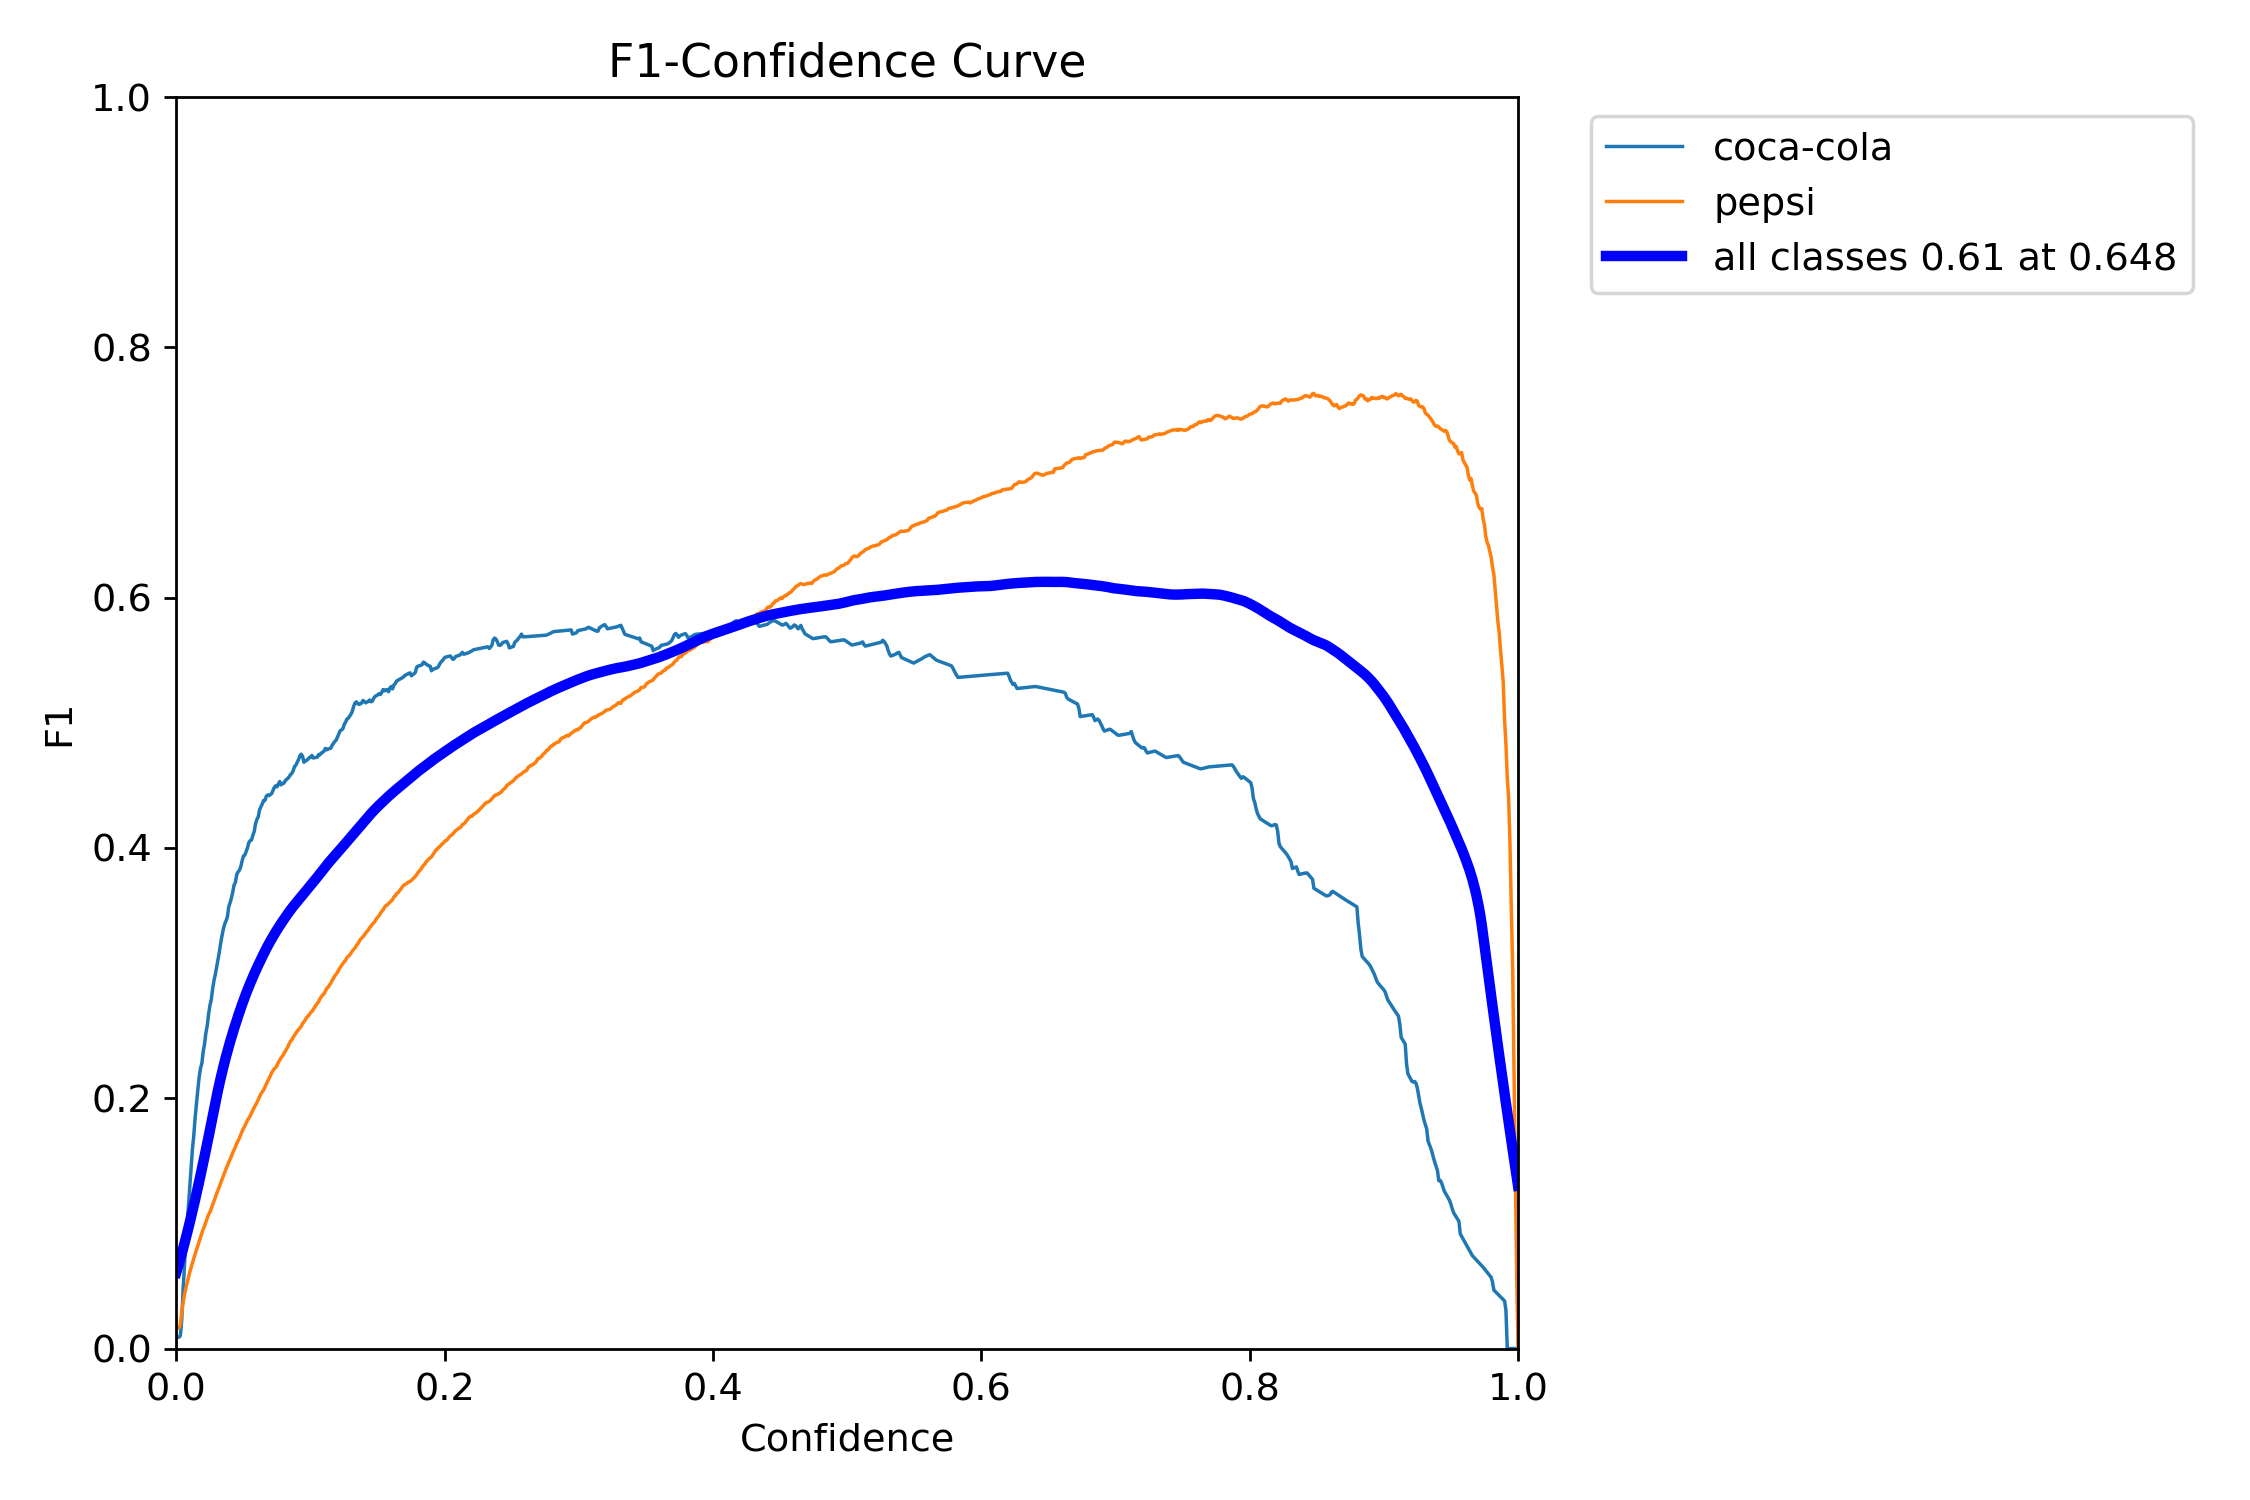 F1-Confidence Curve
1.0
0.8
0.6
0.4
0.2
0.0
F1
0.0 0.2 0.4 0.6 0.8 1.0
Confidence
coca-cola
pepsi
all classes 0.61 at 0.648